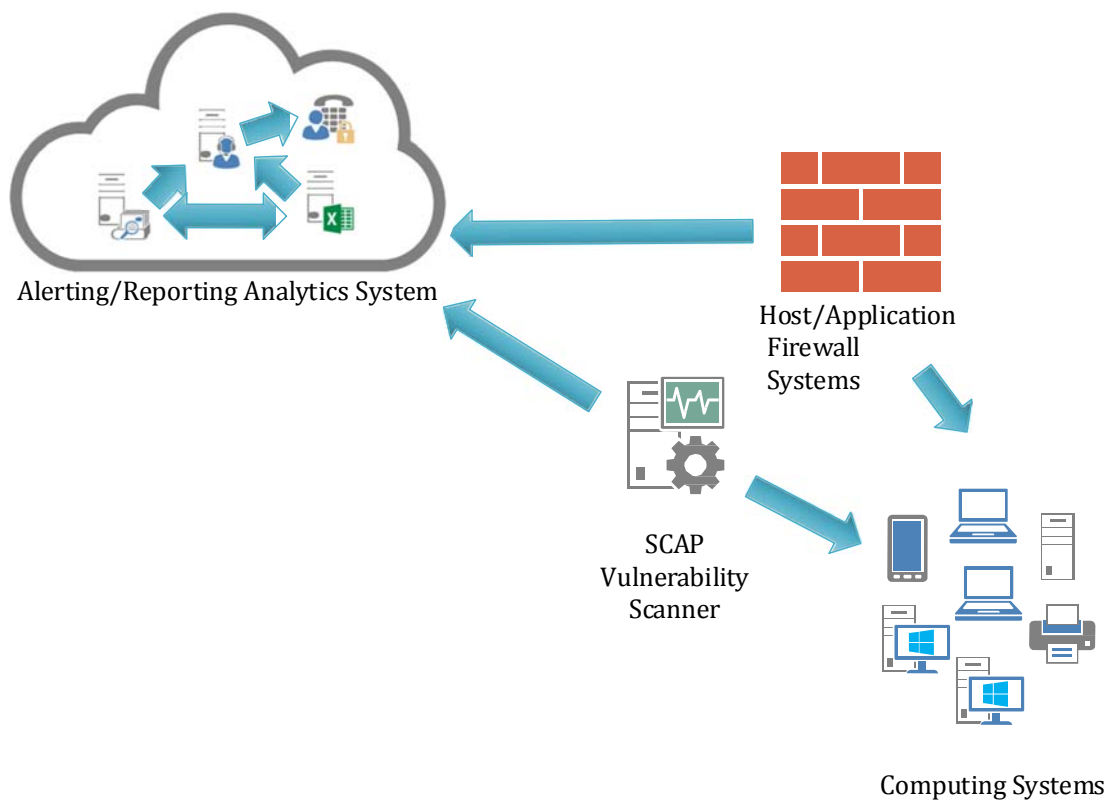 Alerting/Reporting Analytics System
Host/Application
Firewall
Systems
SCAP
Vulnerability
Scanner
Computing Systems